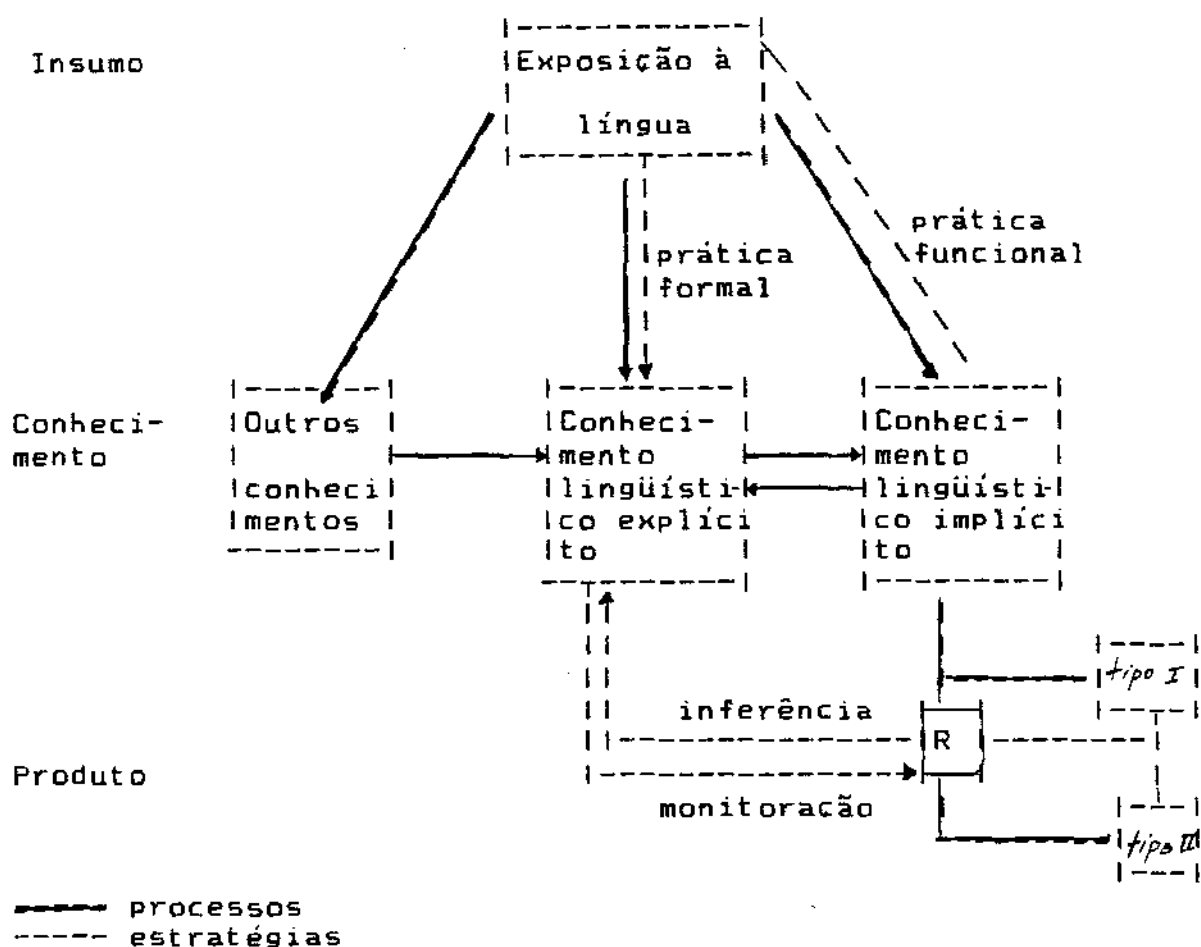 Insumo
Exposição à
língua
prática
formal
prática
funcional
Conheci-
mento
Outros
conheci
mentos
Conheci-
mento
lingüísti-
co explíci
to
Conheci-
mento
lingüísti-
co implíci
to
tipo I
inferência
R
Produto
monitoração
tipo II
processos
estratégias